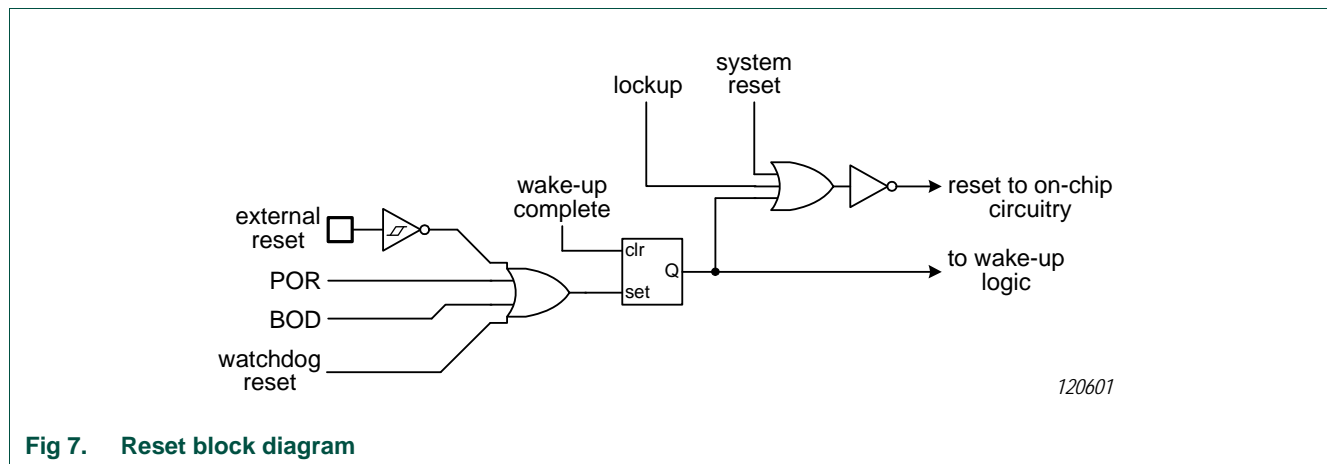 system
reset
lockup
wake-up
complete
reset to on-chip
circuitry
external
reset
clr
Q
set
to wake-up
logic
POR
BOD
watchdog
reset
120601
Fig 7. Reset block diagram